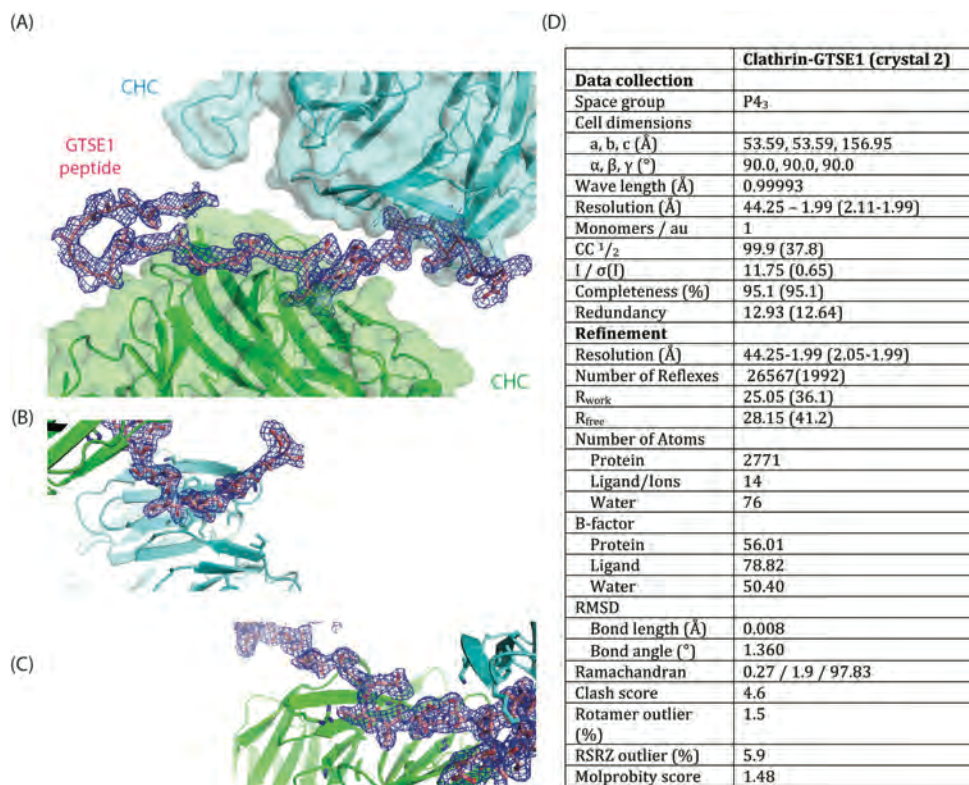 (A)
CHC
GTSE1
peptide
CHC
(B)
(C)
(D)
Clathrin-GTSE1 (crystal 2)
Data collection
Space group P4₃
Cell dimensions
a, b, c (Å) 53.59, 53.59, 156.95
α, β, γ (°) 90.0, 90.0, 90.0
Wave length (Å) 0.99993
Resolution (Å) 44.25 – 1.99 (2.11-1.99)
Monomers / au 1
CC ¹/₂ 99.9 (37.8)
I / σ(I) 11.75 (0.65)
Completeness (%) 95.1 (95.1)
Redundancy 12.93 (12.64)
Refinement
Resolution (Å) 44.25-1.99 (2.05-1.99)
Number of Reflexes 26567(1992)
Rwork 25.05 (36.1)
Rfree 28.15 (41.2)
Number of Atoms
Protein 2771
Ligand/Ions 14
Water 76
B-factor
Protein 56.01
Ligand 78.82
Water 50.40
RMSD
Bond length (Å) 0.008
Bond angle (°) 1.360
Ramachandran 0.27 / 1.9 / 97.83
Clash score 4.6
Rotamer outlier 1.5
(%)
RSRZ outlier (%) 5.9
Molprobity score 1.48